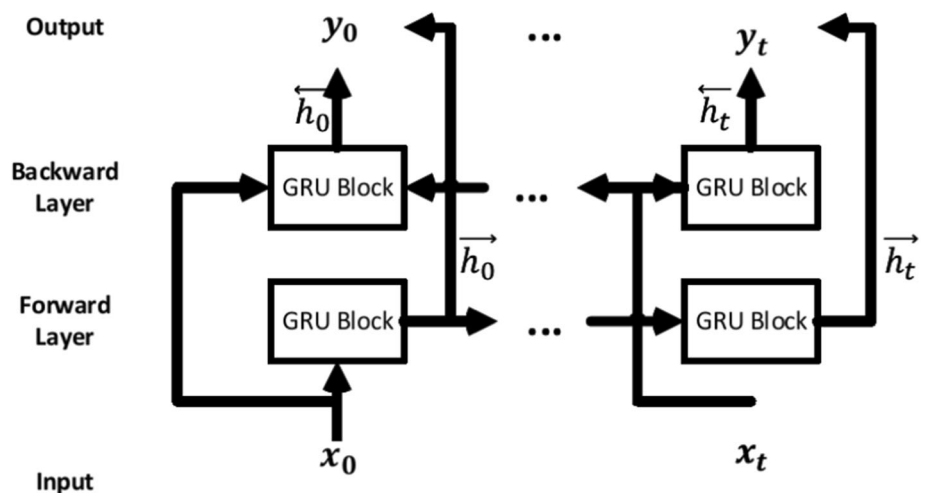 Output y₀ ... yₜ
←h₀ ←hₜ
Backward Layer GRU Block ... GRU Block
→h₀ →hₜ
Forward Layer GRU Block ... GRU Block
x₀ xₜ
Input